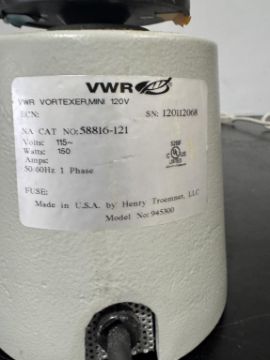 VWR
VWR VORTEXER,MINI 120V
ECN:
SN: 120112068
NA CAT NO:58816-121
Volts: 115~
Watts: 150
Amps:
50-60Hz 1 Phase
FUSE:
Made in U.S.A. by Henry Troemner, LLC
Model No: 945300